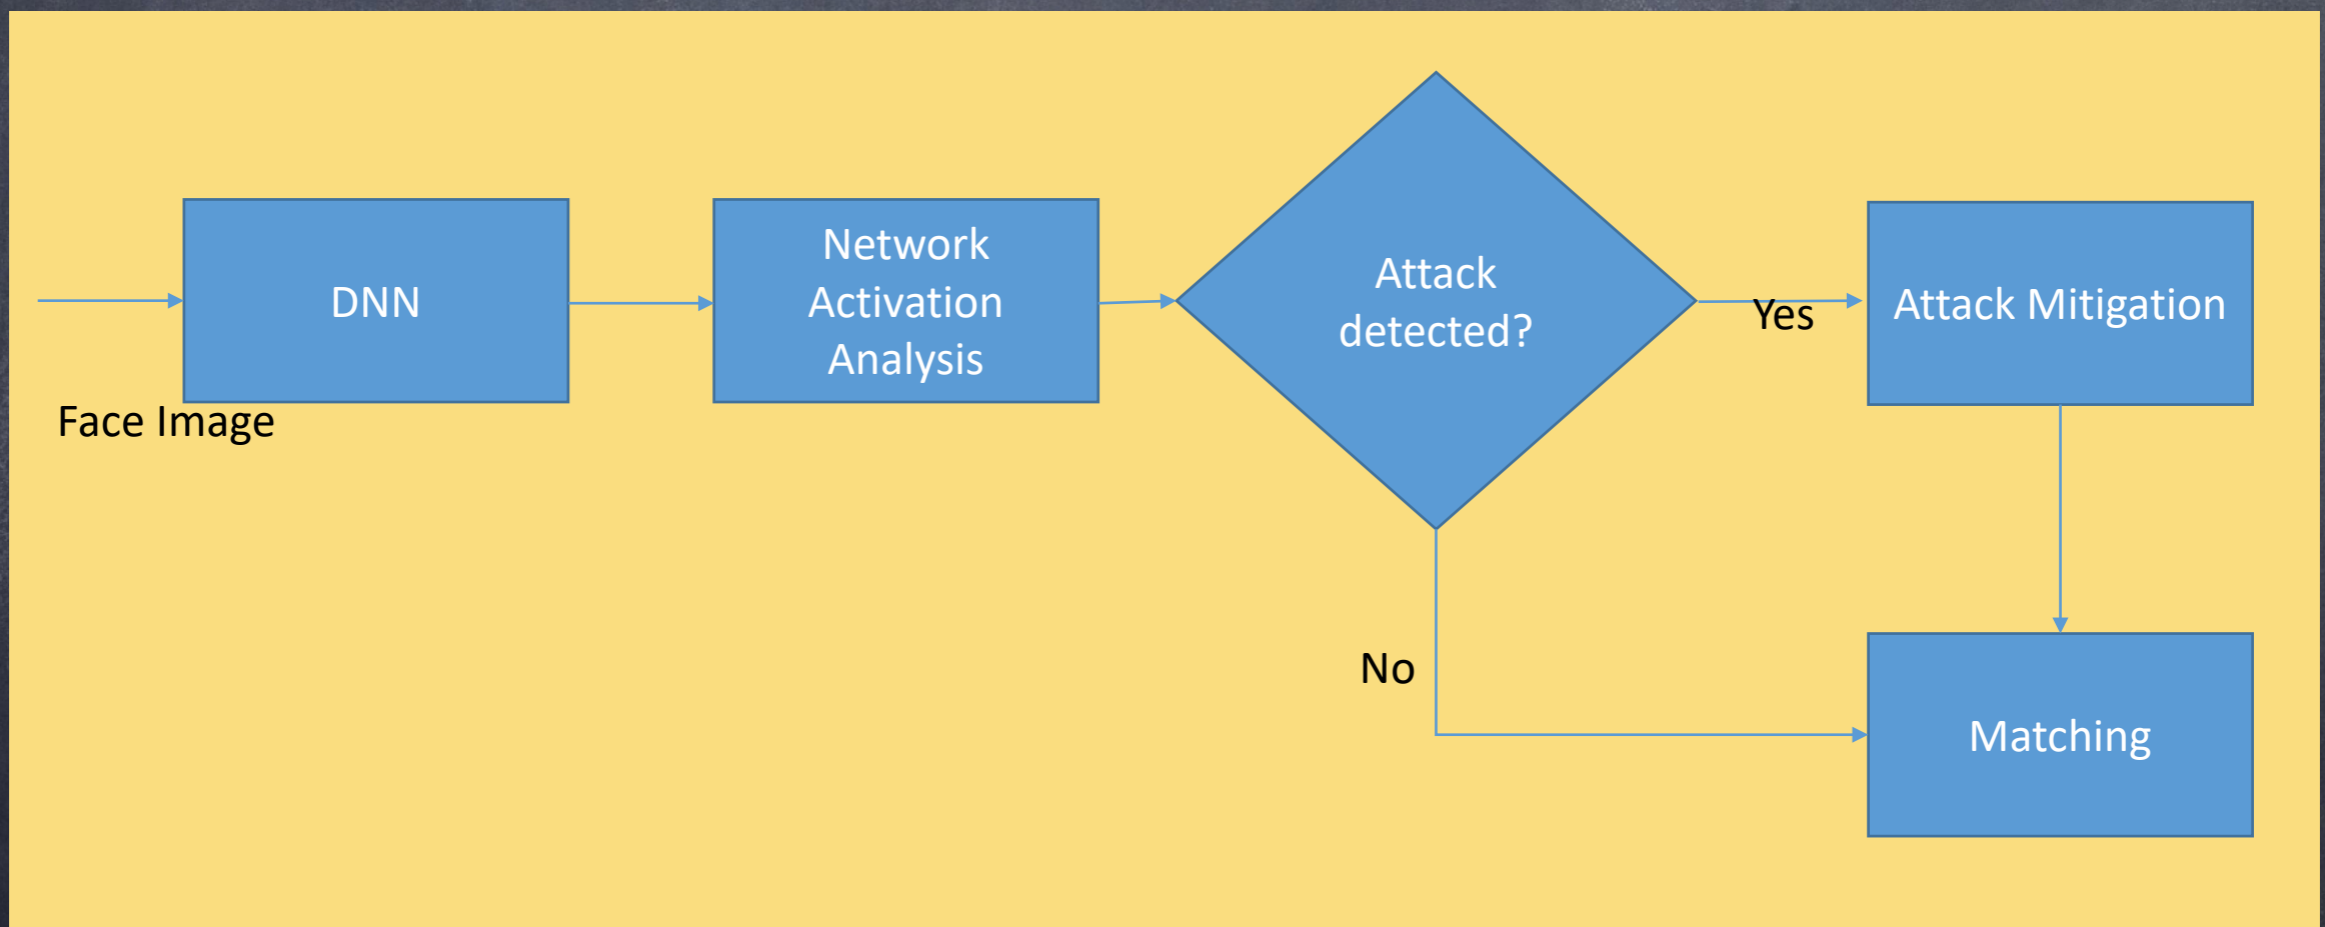 Face Image
DNN
Network
Activation
Analysis
Attack
detected?
Yes
Attack Mitigation
No
Matching